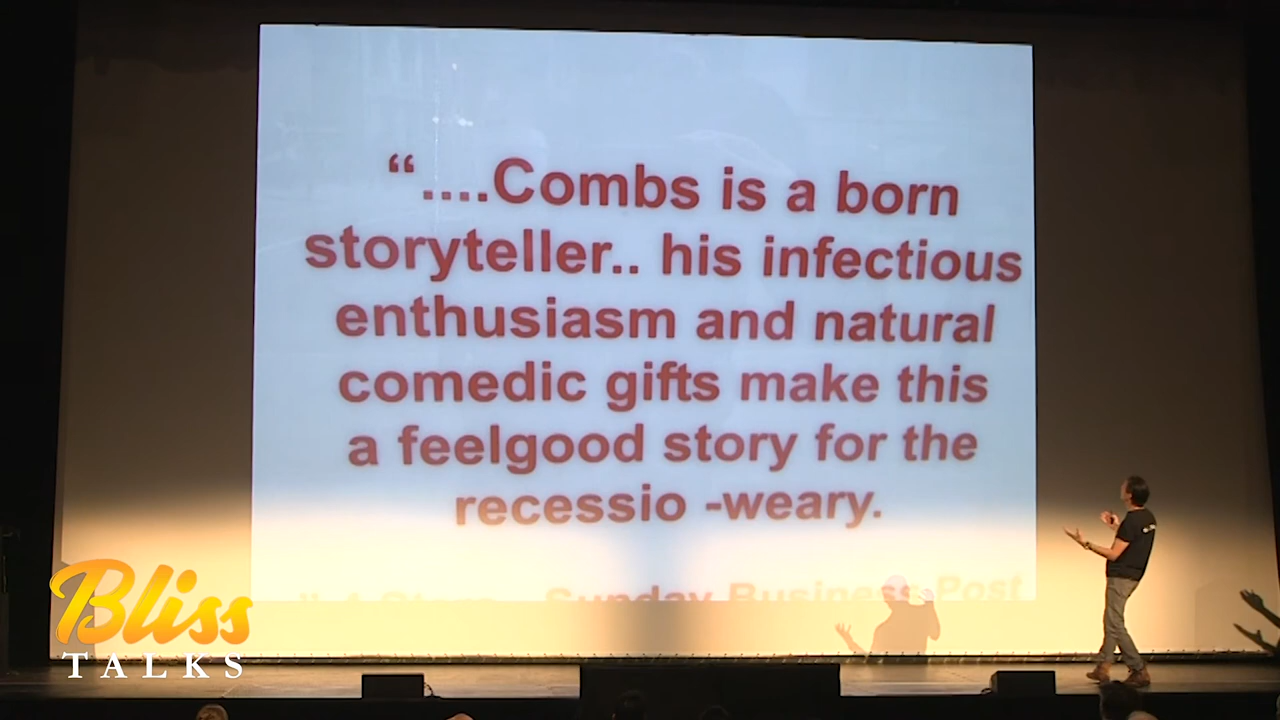 “....Combs is a born
storyteller.. his infectious
enthusiasm and natural
comedic gifts make this
a feelgood story for the
recessio -weary.
Sunday Business Post
Bliss
TALKS